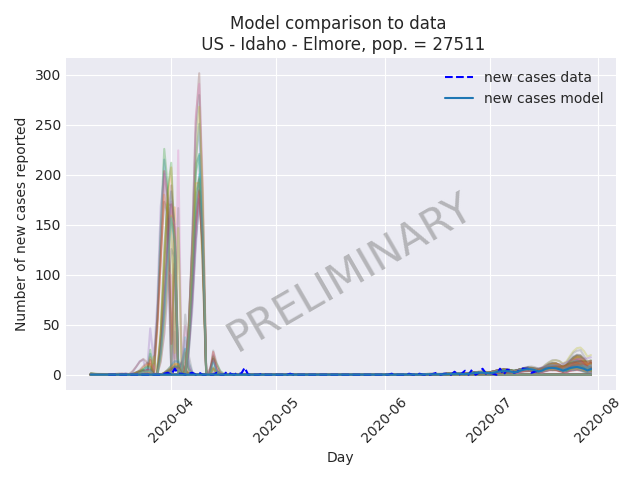 Model comparison to data
US - Idaho - Elmore, pop. = 27511
new cases data
new cases model
Number of new cases reported
300
250
200
150
100
50
0
PRELIMINARY
2020-04
2020-05
2020-06
2020-07
2020-08
Day